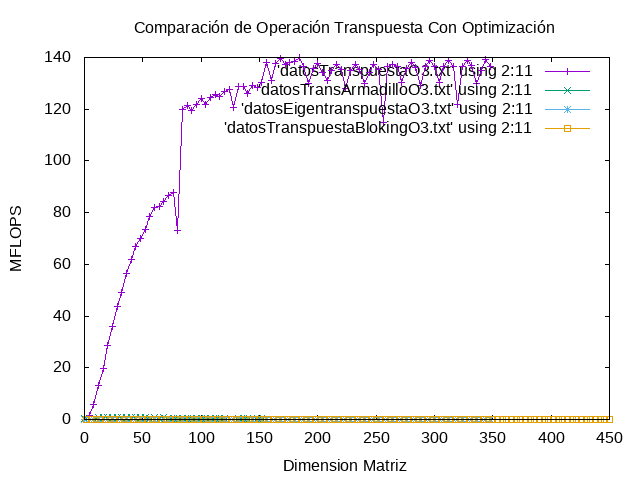 Comparación de Operación Transpuesta Con Optimización
140
120
100
80
60
40
20
0
MFLOPS
'datosTranspuestaO3.txt' using 2:11
'datosTransArmadilloO3.txt' using 2:11
'datosEigentranspuestaO3.txt' using 2:11
'datosTranspuestaBlokingO3.txt' using 2:11
0 50 100 150 200 250 300 350 400 450
Dimension Matriz